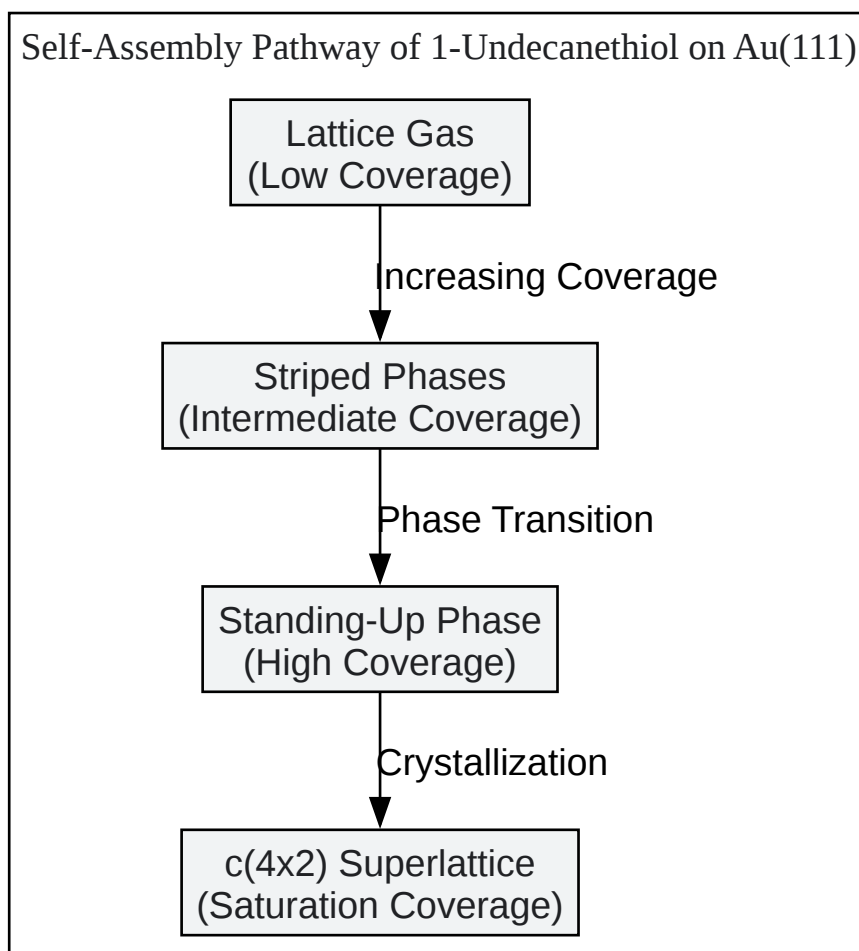 Self-Assembly Pathway of 1-Undecanethiol on Au(111)
Lattice Gas
(Low Coverage)
Increasing Coverage
Striped Phases
(Intermediate Coverage)
Phase Transition
Standing-Up Phase
(High Coverage)
Crystallization
c(4x2) Superlattice
(Saturation Coverage)